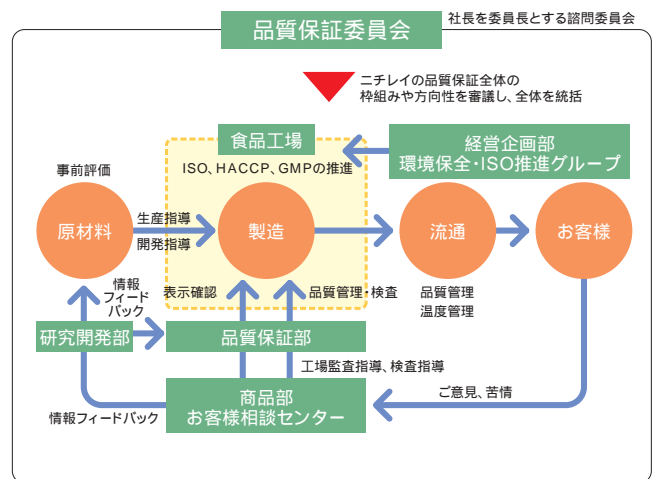 品質保証委員会
社長を委員長とする諮問委員会
ニチレイの品質保証全体の
枠組みや方向性を審議し、全体を統括
食品工場
ISO、HACCP、GMPの推進
経営企画部
環境保全・ISO推進グループ
事前評価
原材料
生産指導
開発指導
製造
流通
お客様
品質管理
温度管理
表示確認
品質管理・検査
情報
フィード
バック
研究開発部
品質保証部
工場監査指導、検査指導
商品部
お客様相談センター
情報フィードバック
ご意見、苦情